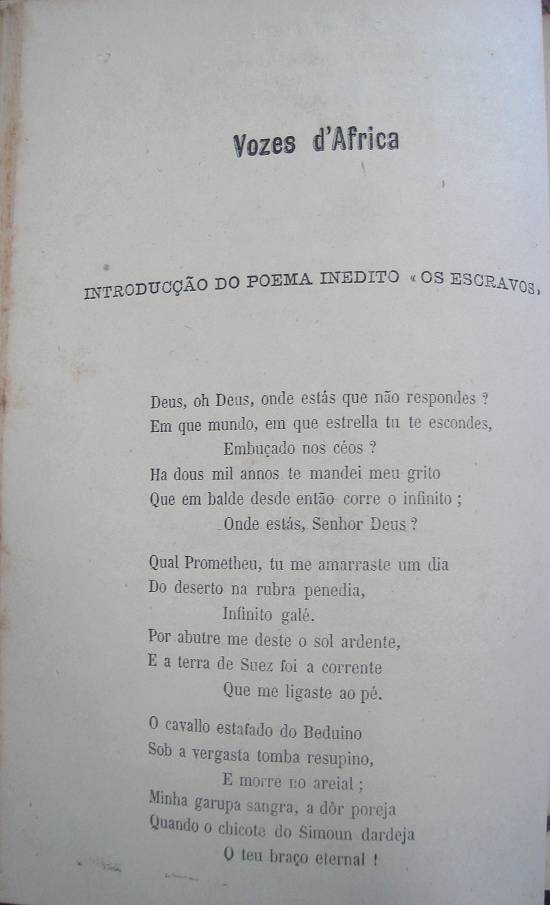 Vozes d'Africa
INTRODUCÇÃO DO POEMA INEDITO « OS ESCRAVOS,
Deus, oh Deus, onde estás que não respondes ?
Em que mundo, em que estrella tu te escondes,
Embuçado nos céos ?
Ha dous mil annos te mandei meu grito
Que em balde desde então corre o infinito ;
Onde estás, Senhor Deus ?
Qual Prometheu, tu me amarraste um dia
Do deserto na rubra penedia,
Infinito galé.
Por abutre me deste o sol ardente,
E a terra de Suez foi a corrente
Que me ligaste ao pé.
O cavallo estafado do Beduino
Sob a vergasta tomba resupino,
E morre no areial ;
Minha garupa sangra, a dôr poreja
Quando o chicote do Simoun dardeja
O teu braço eternal !